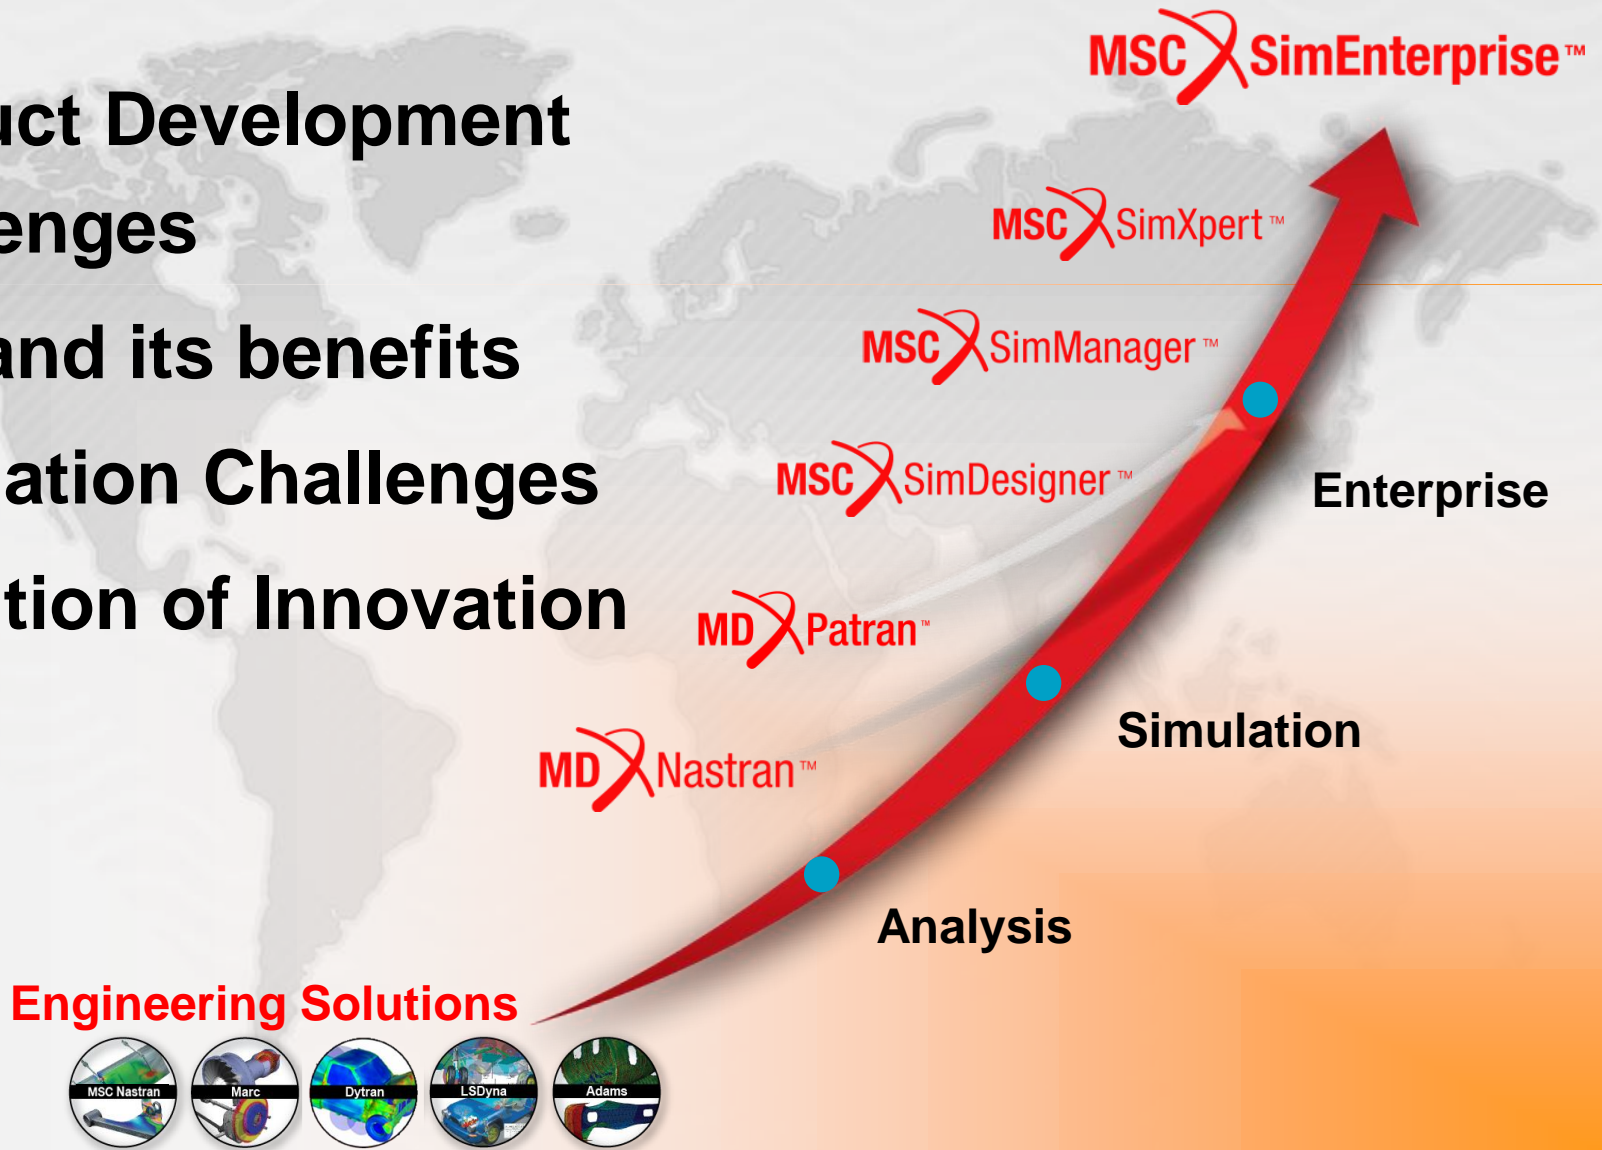 MSC SimEnterprise™
uct Development
enges
MSC SimXpert™
and its benefits
MSC SimManager™
ation Challenges
MSC SimDesigner™
Enterprise
tion of Innovation
MD Patran™
Simulation
MD Nastran™
Analysis
Engineering Solutions
MSC Nastran
Marc
Dytran
LSDyna
Adams